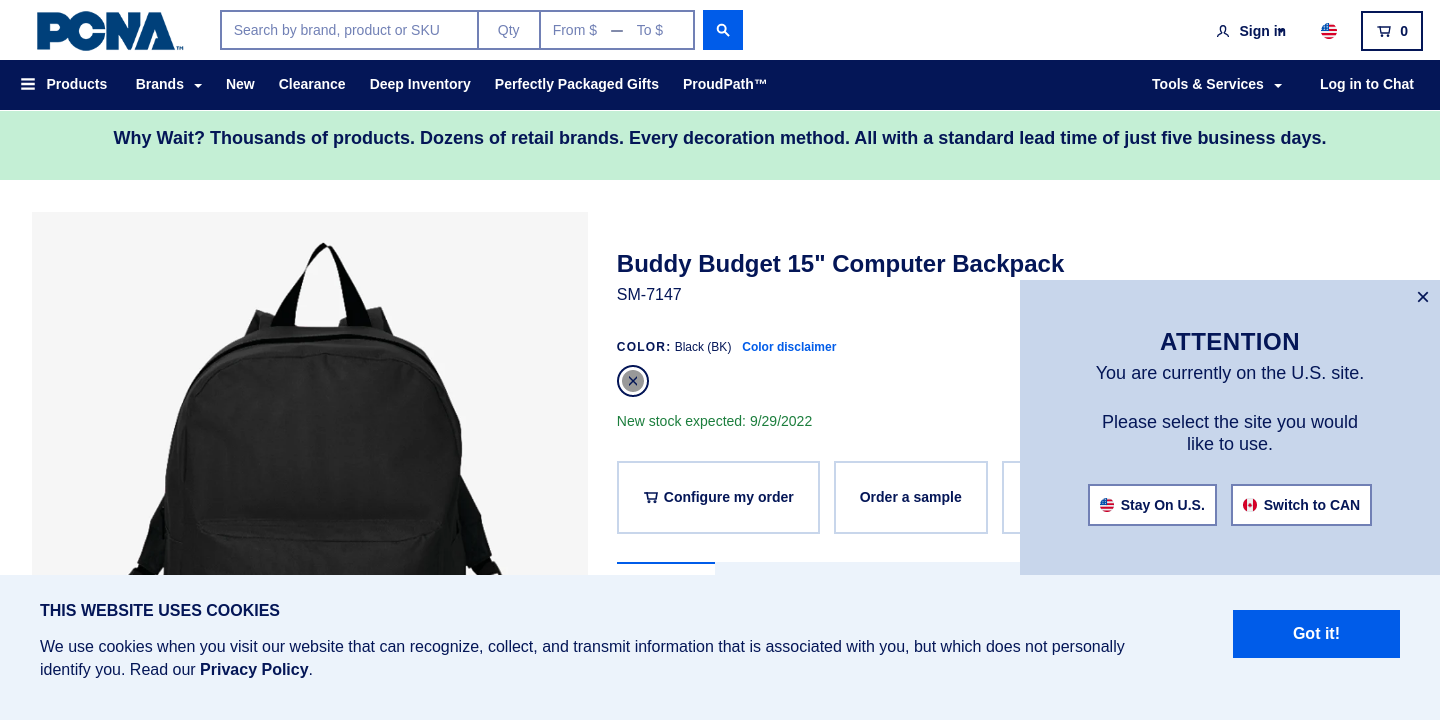 PCNA™
Search by brand, product or SKU
Qty
From $ — To $
Sign in
0
Products
Brands
New
Clearance
Deep Inventory
Perfectly Packaged Gifts
ProudPath™
Tools & Services
Log in to Chat
Why Wait? Thousands of products. Dozens of retail brands. Every decoration method. All with a standard lead time of just five business days.
Buddy Budget 15" Computer Backpack
SM-7147
COLOR: Black (BK) Color disclaimer
New stock expected: 9/29/2022
Configure my order
Order a sample
ATTENTION
You are currently on the U.S. site.
Please select the site you would
like to use.
Stay On U.S.
Switch to CAN
THIS WEBSITE USES COOKIES
We use cookies when you visit our website that can recognize, collect, and transmit information that is associated with you, but which does not personally
identify you. Read our Privacy Policy.
Got it!